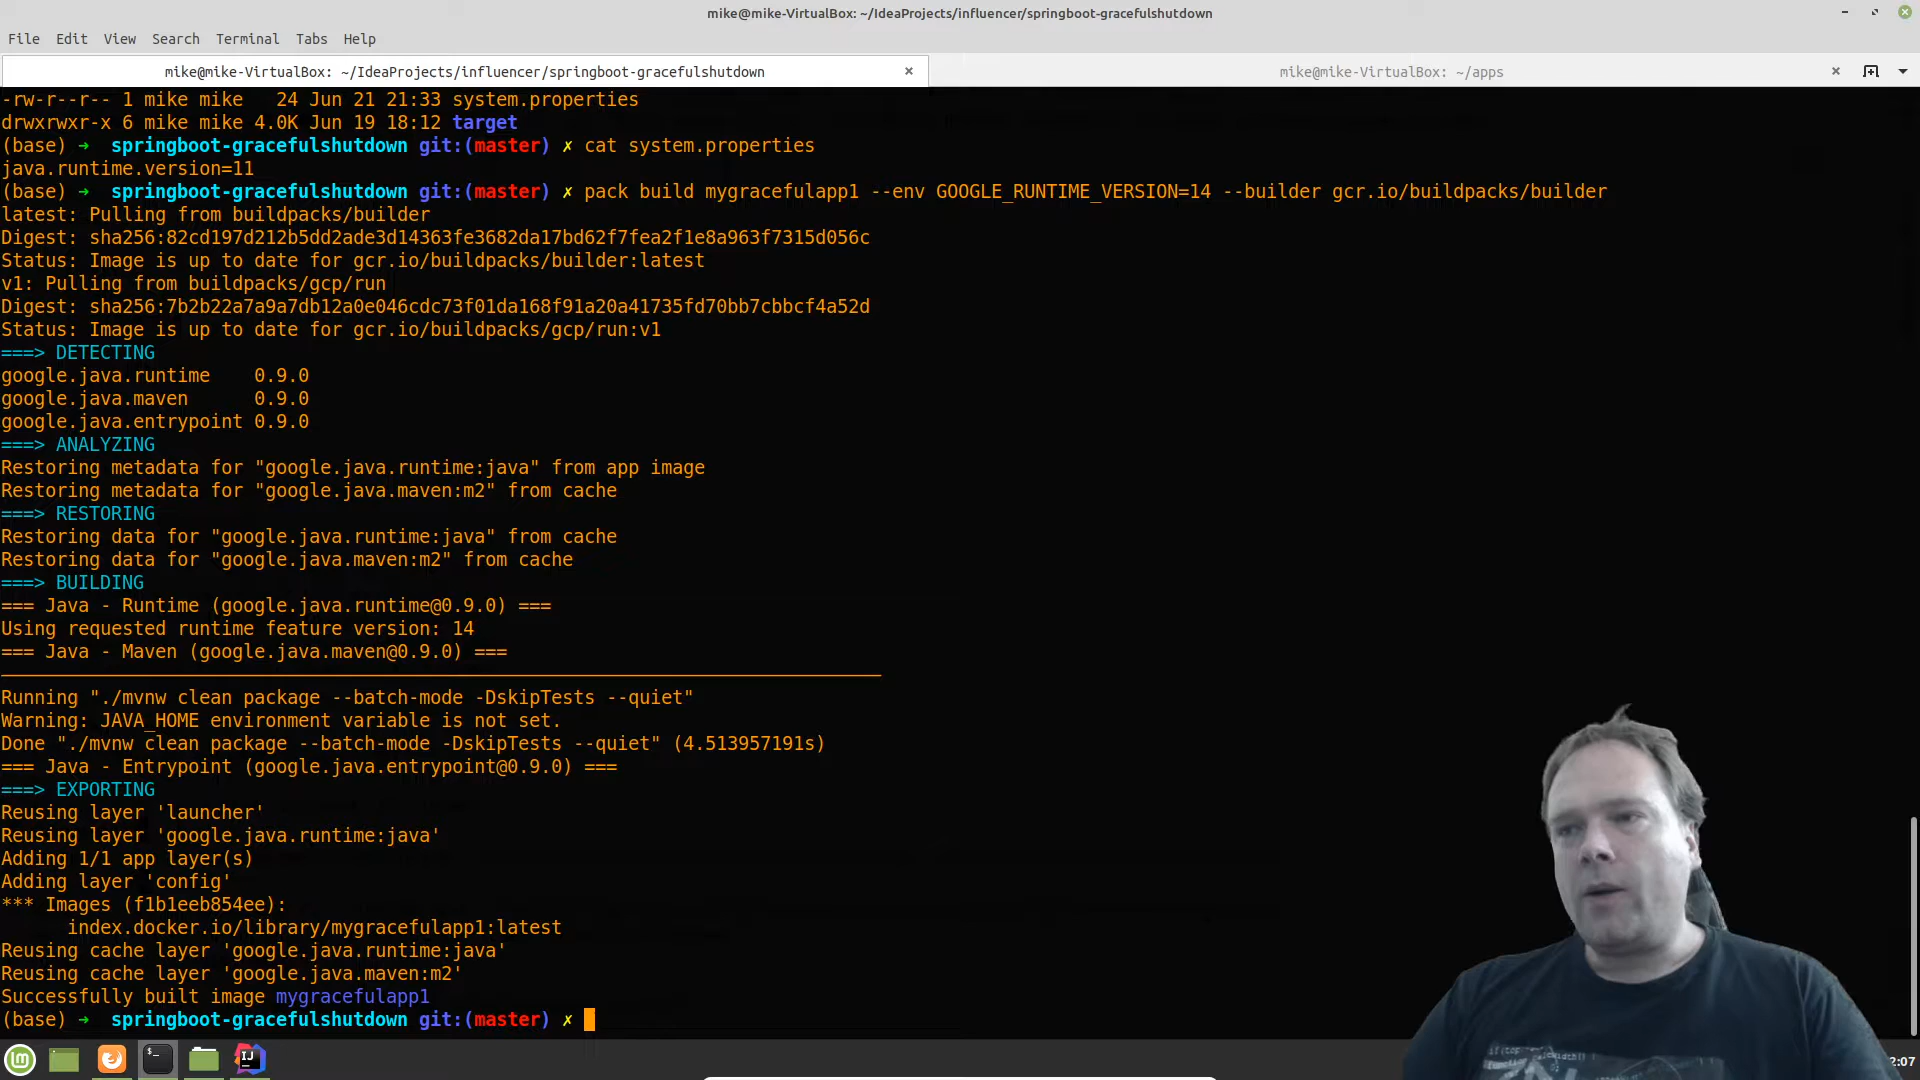 mike@mike-VirtualBox: ~/IdeaProjects/influencer/springboot-gracefulshutdown
File Edit View Search Terminal Tabs Help
mike@mike-VirtualBox: ~/IdeaProjects/influencer/springboot-gracefulshutdown × mike@mike-VirtualBox: ~/apps ×
-rw-r--r-- 1 mike mike   24 Jun 21 21:33 system.properties
drwxrwxr-x 6 mike mike 4.0K Jun 19 18:12 target
(base) ➜  springboot-gracefulshutdown git:(master) ✗ cat system.properties
java.runtime.version=11
(base) ➜  springboot-gracefulshutdown git:(master) ✗ pack build mygracefulapp1 --env GOOGLE_RUNTIME_VERSION=14 --builder gcr.io/buildpacks/builder
latest: Pulling from buildpacks/builder
Digest: sha256:82cd197d212b5dd2ade3d14363fe3682da17bd62f7fea2f1e8a963f7315d056c
Status: Image is up to date for gcr.io/buildpacks/builder:latest
v1: Pulling from buildpacks/gcp/run
Digest: sha256:7b2b22a7a9a7db12a0e046cdc73f01da168f91a20a41735fd70bb7cbbcf4a52d
Status: Image is up to date for gcr.io/buildpacks/gcp/run:v1
===> DETECTING
google.java.runtime    0.9.0
google.java.maven      0.9.0
google.java.entrypoint 0.9.0
===> ANALYZING
Restoring metadata for "google.java.runtime:java" from app image
Restoring metadata for "google.java.maven:m2" from cache
===> RESTORING
Restoring data for "google.java.runtime:java" from cache
Restoring data for "google.java.maven:m2" from cache
===> BUILDING
=== Java - Runtime (google.java.runtime@0.9.0) ===
Using requested runtime feature version: 14
=== Java - Maven (google.java.maven@0.9.0) ===
Running "./mvnw clean package --batch-mode -DskipTests --quiet"
Warning: JAVA_HOME environment variable is not set.
Done "./mvnw clean package --batch-mode -DskipTests --quiet" (4.513957191s)
=== Java - Entrypoint (google.java.entrypoint@0.9.0) ===
===> EXPORTING
Reusing layer 'launcher'
Reusing layer 'google.java.runtime:java'
Adding 1/1 app layer(s)
Adding layer 'config'
*** Images (f1b1eeb854ee):
      index.docker.io/library/mygracefulapp1:latest
Reusing cache layer 'google.java.runtime:java'
Reusing cache layer 'google.java.maven:m2'
Successfully built image mygracefulapp1
(base) ➜  springboot-gracefulshutdown git:(master) ✗
2:07